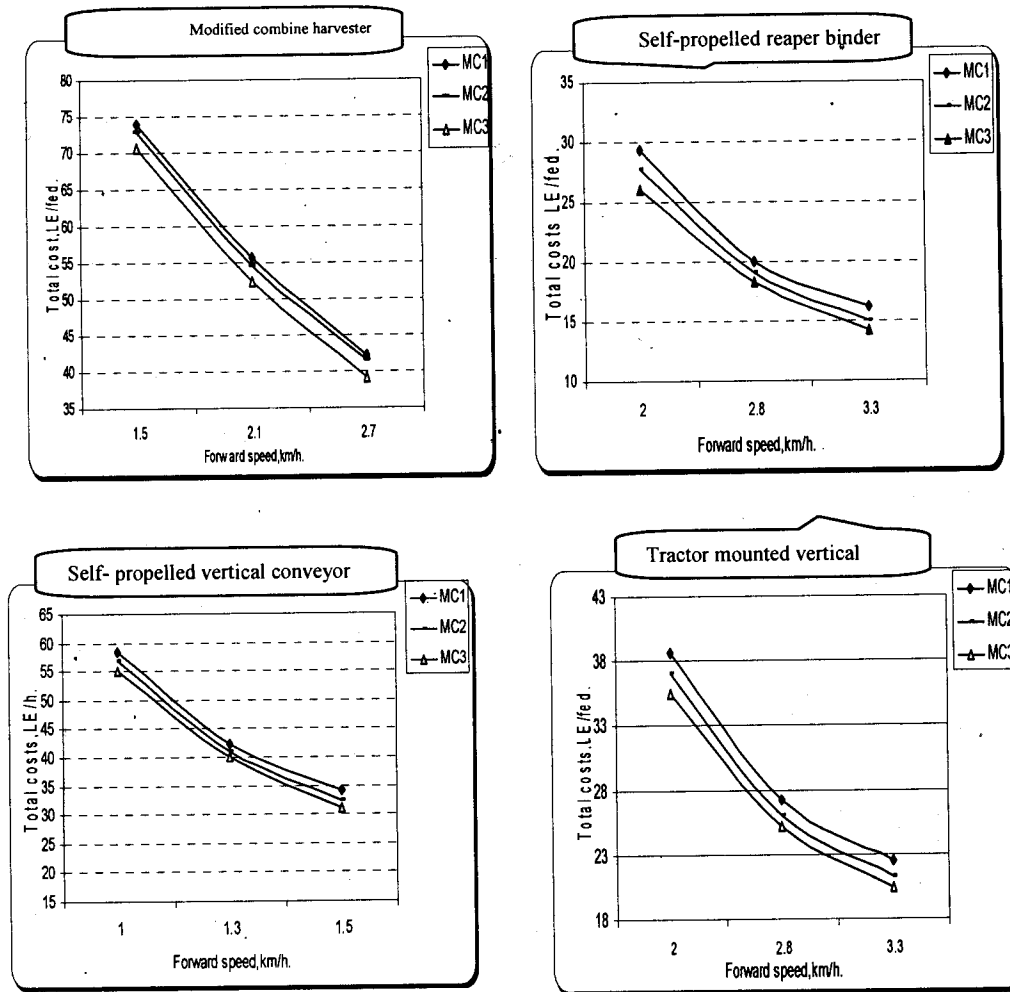 Modified combine harvester
MC1
MC2
MC3
Total cost.LE/fed.
80
75
70
65
60
55
50
45
40
35
1.5 2.1 2.7
Forward speed,km/h.
Self-propelled reaper binder
MC1
MC2
MC3
Total costs LE/fed.
35
30
25
20
15
10
2 2.8 3.3
Forward speed,km/h.
Self- propelled vertical conveyor
MC1
MC2
MC3
Total costs.LE/h.
65
60
55
50
45
40
35
30
25
20
15
1 1.3 1.5
Forward speed,km/h.
Tractor mounted vertical
MC1
MC2
MC3
Total costs.LE/fed.
43
38
33
28
23
18
2 2.8 3.3
Forward speed,km/h.